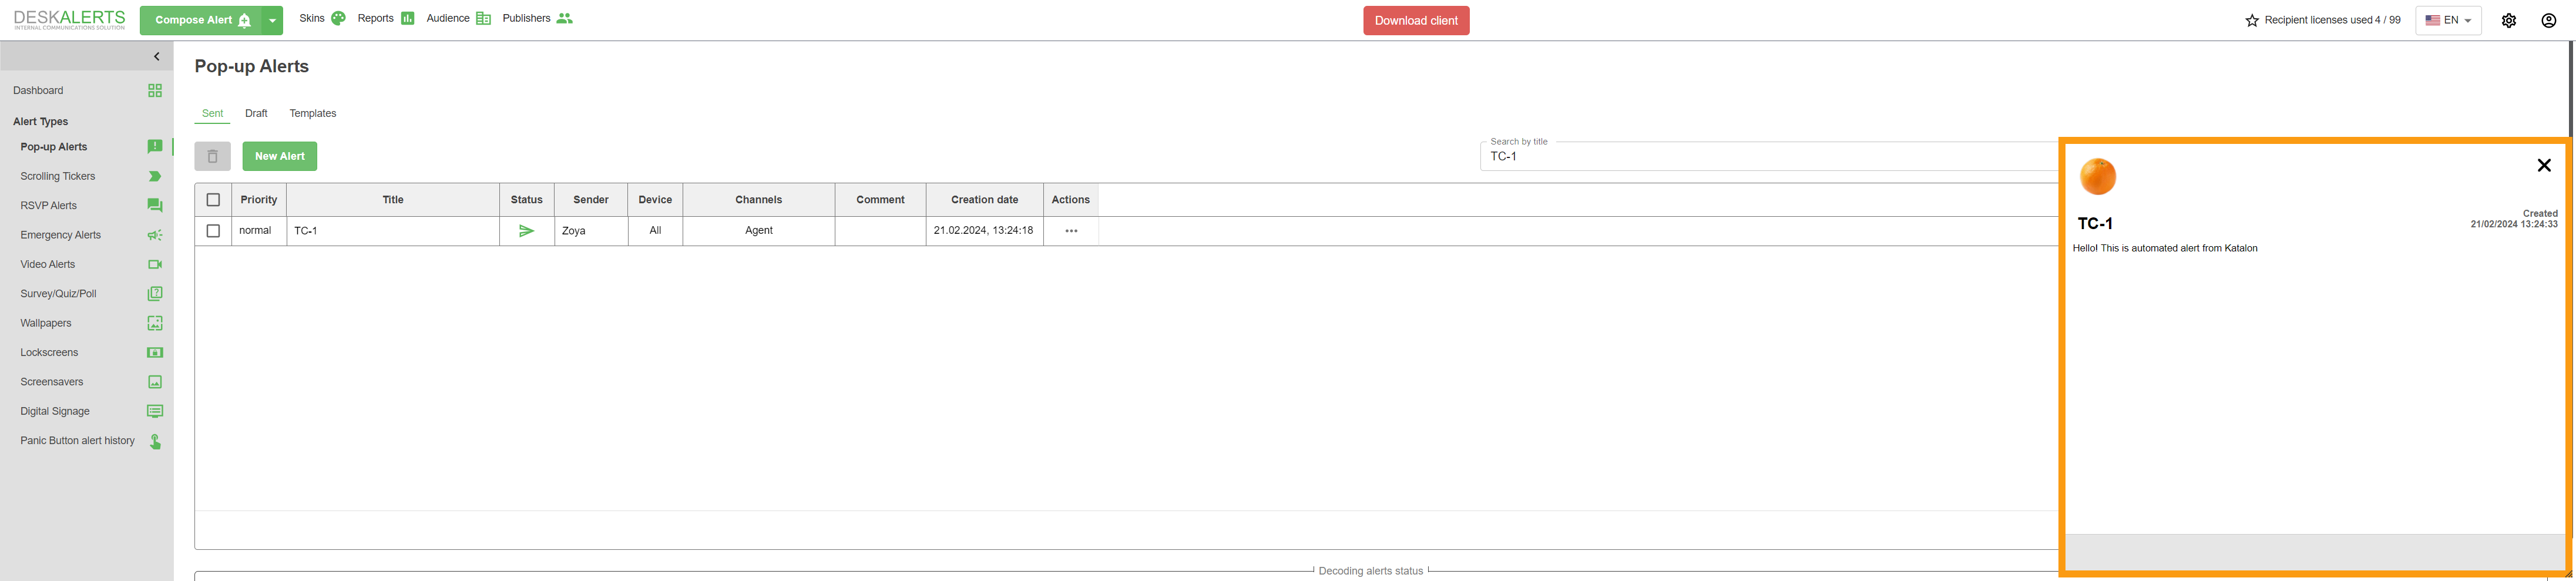 DESKALERTS
INTERNAL COMMUNICATIONS SOLUTION
Compose Alert
Skins
Reports
Audience
Publishers
Download client
Recipient licenses used 4 / 99
EN
Dashboard
Alert Types
Pop-up Alerts
Scrolling Tickers
RSVP Alerts
Emergency Alerts
Video Alerts
Survey/Quiz/Poll
Wallpapers
Lockscreens
Screensavers
Digital Signage
Panic Button alert history
Pop-up Alerts
Sent Draft Templates
New Alert
Search by title
TC-1
Priority Title Status Sender Device Channels Comment Creation date Actions
normal TC-1 Zoya All Agent 21.02.2024, 13:24:18
Decoding alerts status
Created
21/02/2024 13:24:33
TC-1
Hello! This is automated alert from Katalon